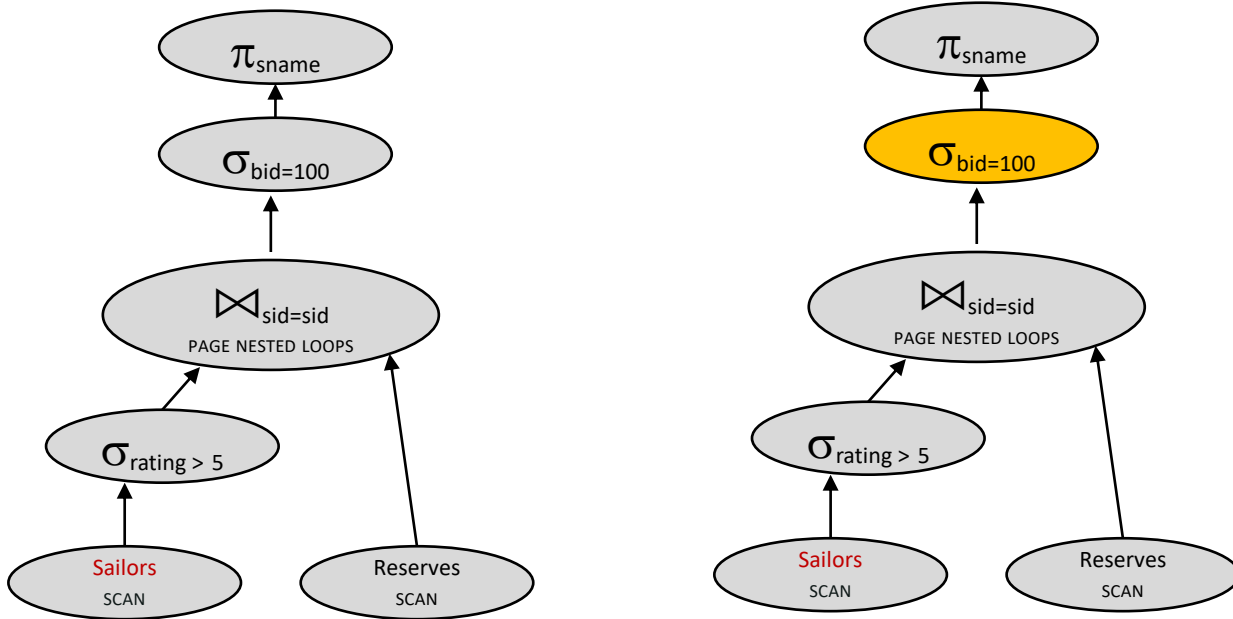 πsname
σbid=100
⋈sid=sid
PAGE NESTED LOOPS
σrating > 5
Sailors
SCAN
Reserves
SCAN
πsname
σbid=100
⋈sid=sid
PAGE NESTED LOOPS
σrating > 5
Sailors
SCAN
Reserves
SCAN